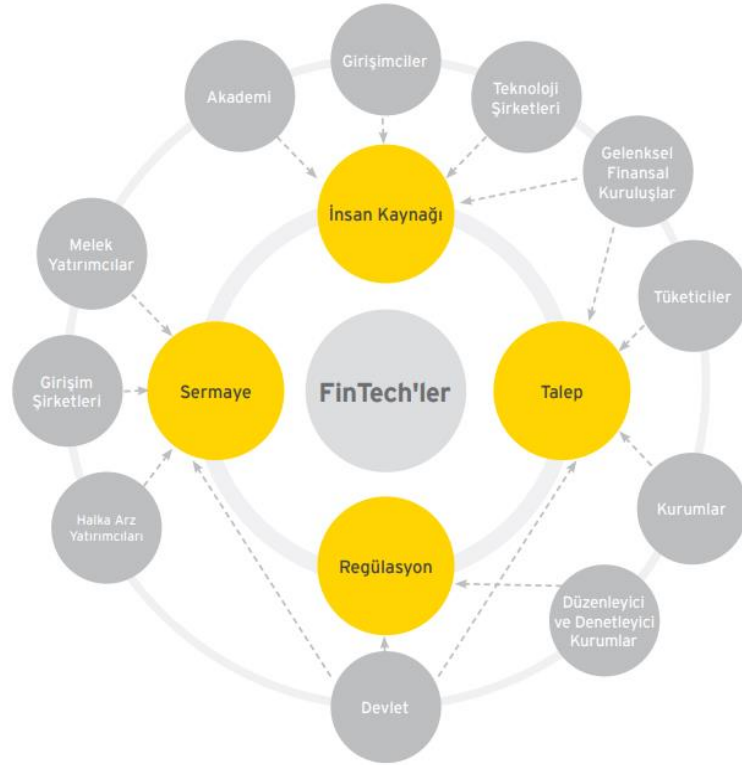 Girişimciler
Akademi
Teknoloji
Şirketleri
Gelenksel
Finansal
Kuruluşlar
İnsan Kaynağı
Melek
Yatırımcılar
Tüketiciler
Girişim
Şirketleri
Sermaye
FinTech'ler
Talep
Halka Arz
Yatırımcıları
Kurumlar
Regülasyon
Düzenleyici
ve Denetleyici
Kurumlar
Devlet